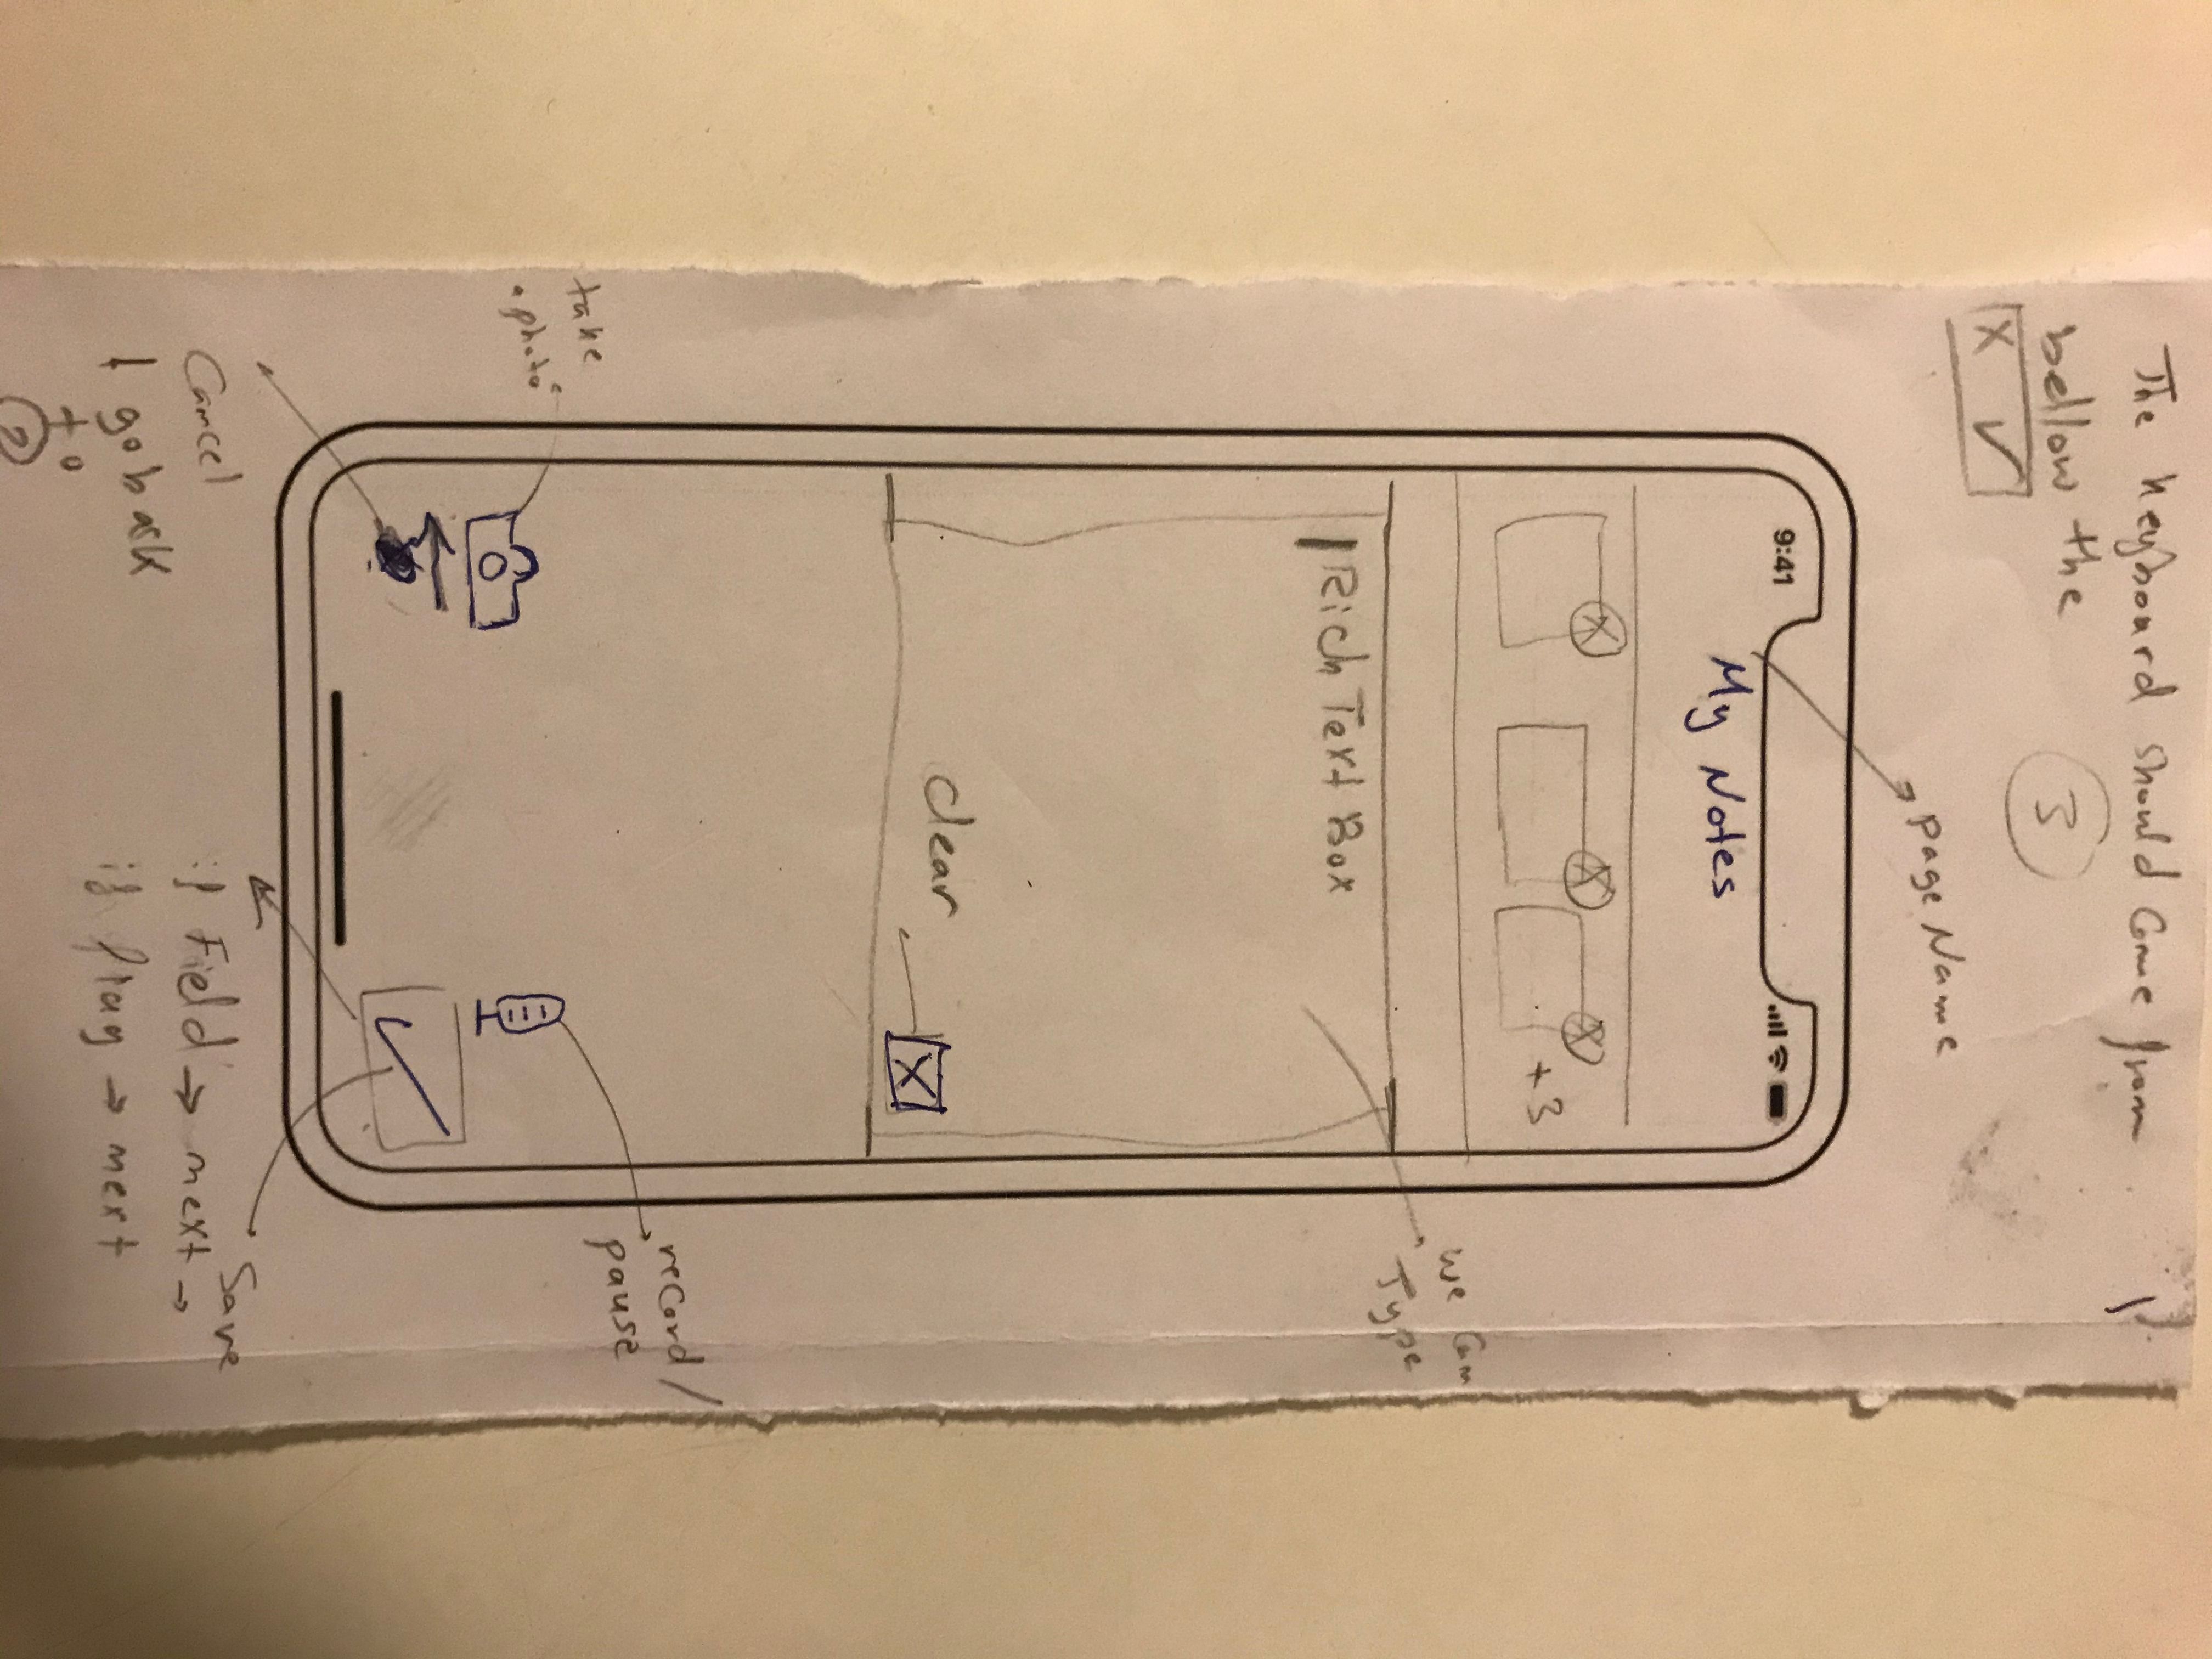 The Keyboard should come from
bellow the
3
X ✓
page Name
9:41
My Notes
X X X
+3
we can
Type
Rich Text Box
clear
X
record /
pause
take
a photo
Save
Cancel
go back
to
2
if Field → next →
if flag → next